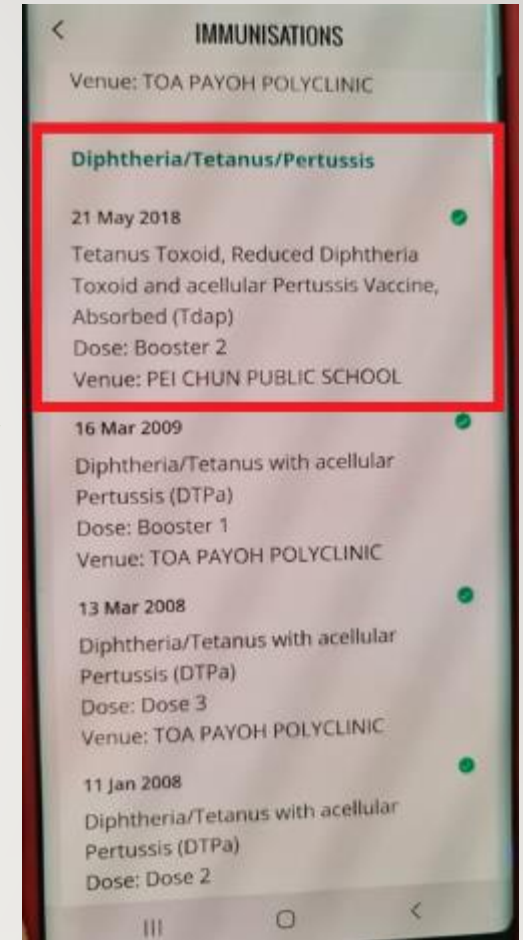 IMMUNISATIONS
Venue: TOA PAYOH POLYCLINIC
Diphtheria/Tetanus/Pertussis
21 May 2018
Tetanus Toxoid, Reduced Diphtheria
Toxoid and acellular Pertussis Vaccine,
Absorbed (Tdap)
Dose: Booster 2
Venue: PEI CHUN PUBLIC SCHOOL
16 Mar 2009
Diphtheria/Tetanus with acellular
Pertussis (DTPa)
Dose: Booster 1
Venue: TOA PAYOH POLYCLINIC
13 Mar 2008
Diphtheria/Tetanus with acellular
Pertussis (DTPa)
Dose: Dose 3
Venue: TOA PAYOH POLYCLINIC
11 Jan 2008
Diphtheria/Tetanus with acellular
Pertussis (DTPa)
Dose: Dose 2